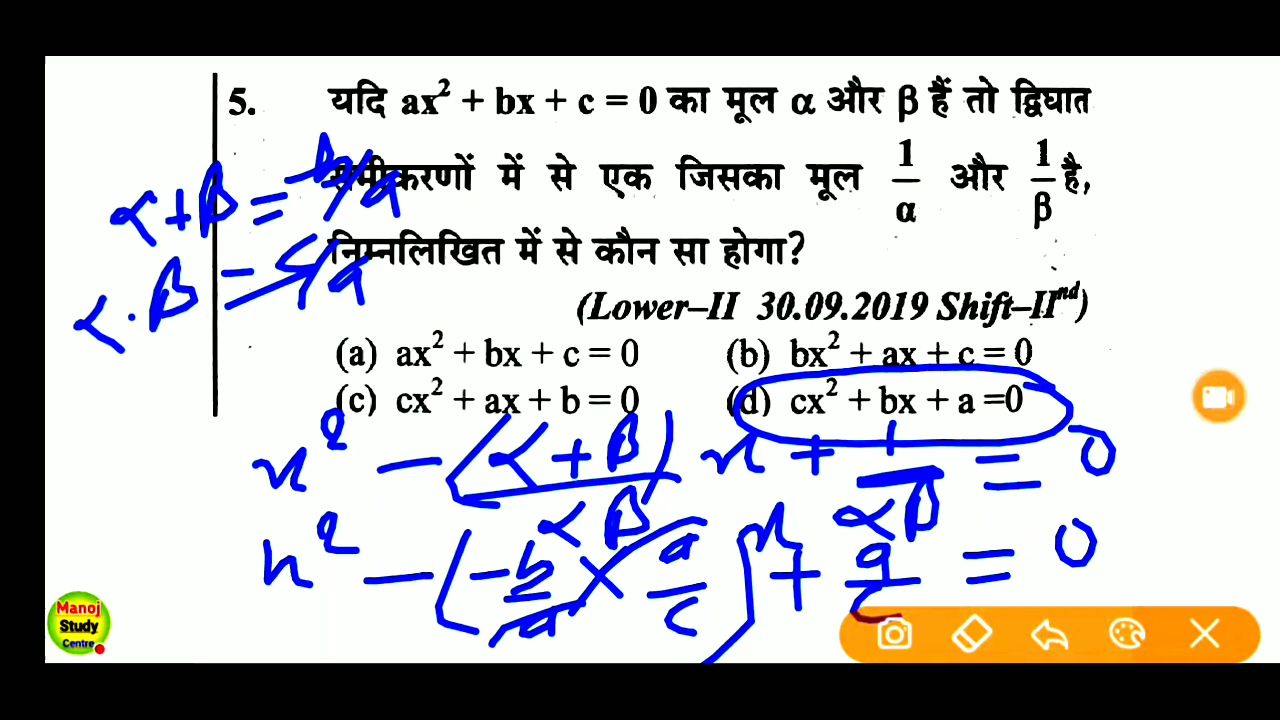 5. यदि ax² + bx + c = 0 का मूल α और β हैं तो द्विघात
समीकरणों में से एक जिसका मूल 1/α और 1/β है,
निम्नलिखित में से कौन सा होगा?
(Lower–II 30.09.2019 Shift–IIⁿᵈ)
(a) ax² + bx + c = 0 (b) bx² + ax + c = 0
(c) cx² + ax + b = 0 (d) cx² + bx + a =0
α+β = -b/a
α.β = c/a
x² - (α+β)/αβ x + 1/αβ = 0
x² - (-b/a × a/c) x + a/c = 0
Manoj
Study
Centre